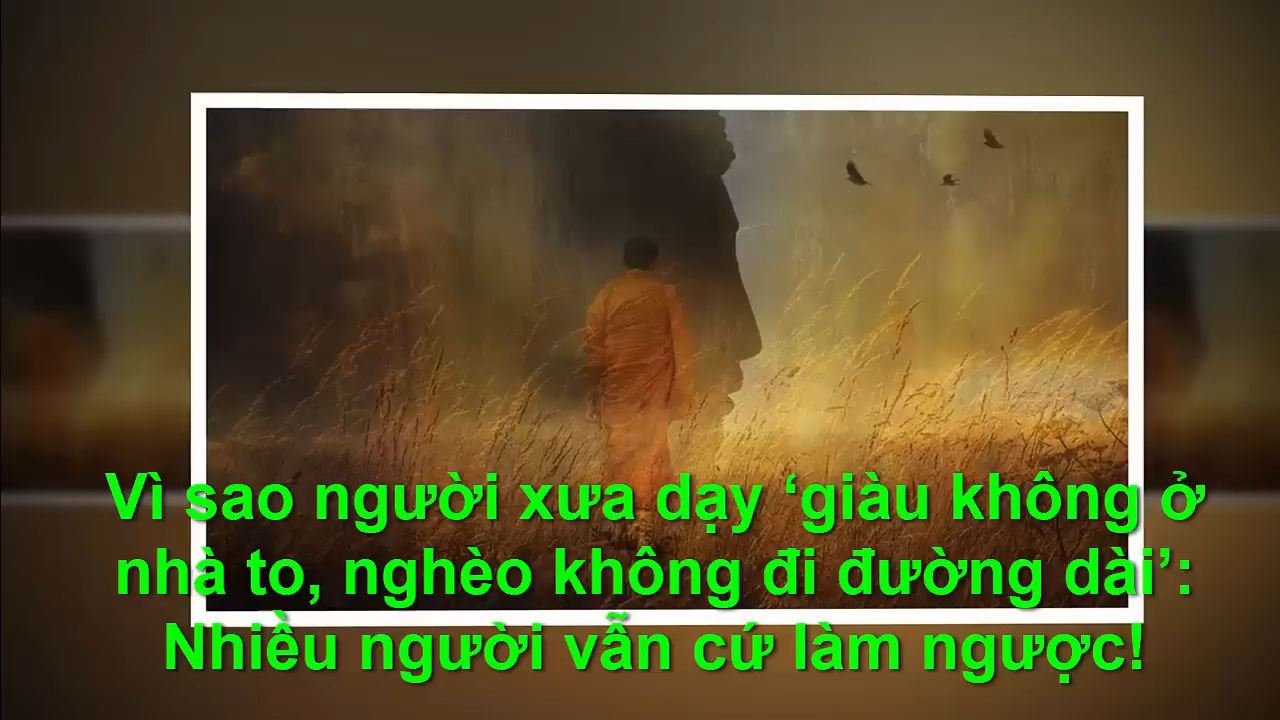 Vì sao người xưa dạy ‘giàu không ở
nhà to, nghèo không đi đường dài’:
Nhiều người vẫn cứ làm ngược!